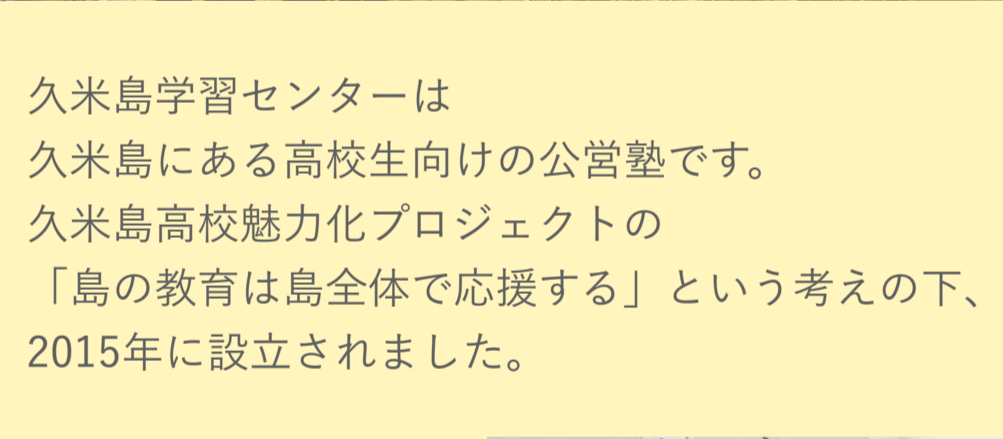 久米島学習センターは
久米島にある高校生向けの公営塾です。
久米島高校魅力化プロジェクトの
「島の教育は島全体で応援する」という考えの下、
2015年に設立されました。